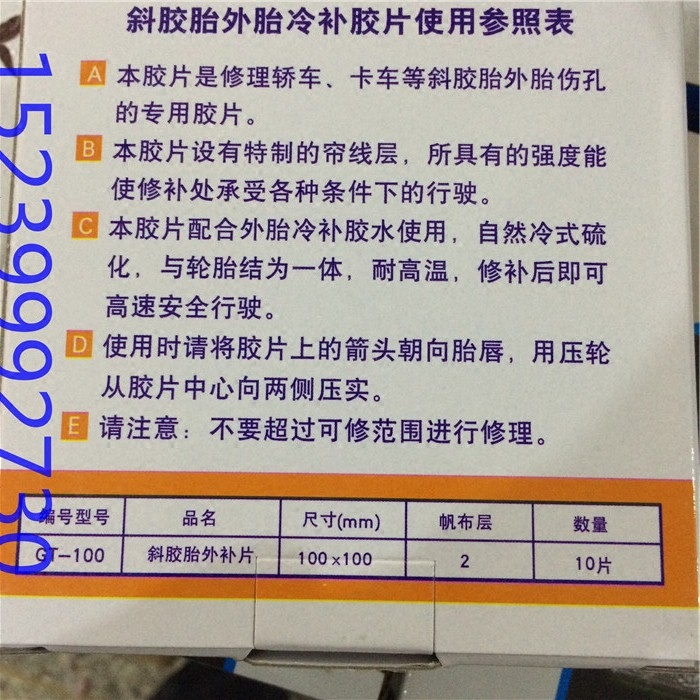 斜胶胎外胎冷补胶片使用参照表
A 本胶片是修理轿车、卡车等斜胶胎外胎伤孔
的专用胶片。
B 本胶片设有特制的帘线层，所具有的强度能
使修补处承受各种条件下的行驶。
C 本胶片配合外胎冷补胶水使用，自然冷式硫
化，与轮胎结为一体，耐高温，修补后即可
高速安全行驶。
D 使用时请将胶片上的箭头朝向胎唇，用压轮
从胶片中心向两侧压实。
E 请注意：不要超过可修范围进行修理。
编号型号 品名 尺寸(mm) 帆布层 数量
GT-100 斜胶胎外补片 100x100 2 10片
15239992730